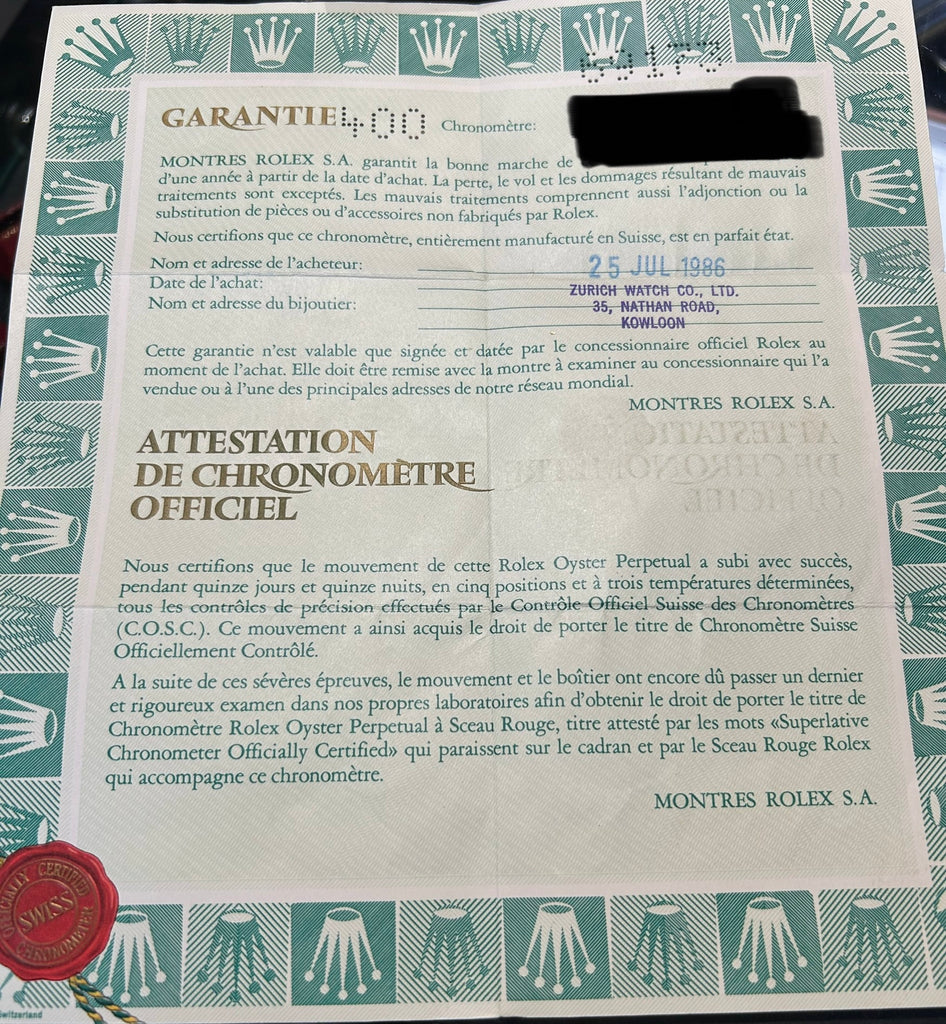 69173
GARANTIE 400 Chronomètre:
MONTRES ROLEX S.A. garantit la bonne marche de
d'une année à partir de la date d'achat. La perte, le vol et les dommages résultant de mauvais
traitements sont exceptés. Les mauvais traitements comprennent aussi l'adjonction ou la
substitution de pièces ou d'accessoires non fabriqués par Rolex.
Nous certifions que ce chronomètre, entièrement manufacturé en Suisse, est en parfait état.
Nom et adresse de l'acheteur:
25 JUL 1986
Date de l'achat:
ZURICH WATCH CO., LTD.
Nom et adresse du bijoutier:
35, NATHAN ROAD,
KOWLOON
Cette garantie n'est valable que signée et datée par le concessionnaire officiel Rolex au
moment de l'achat. Elle doit être remise avec la montre à examiner au concessionnaire qui l'a
vendue ou à l'une des principales adresses de notre réseau mondial.
MONTRES ROLEX S.A.
ATTESTATION
DE CHRONOMÈTRE
OFFICIEL
Nous certifions que le mouvement de cette Rolex Oyster Perpetual a subi avec succès,
pendant quinze jours et quinze nuits, en cinq positions et à trois températures déterminées,
tous les contrôles de précision effectués par le Contrôle Officiel Suisse des Chronomètres
(C.O.S.C.). Ce mouvement a ainsi acquis le droit de porter le titre de Chronomètre Suisse
Officiellement Contrôlé.
A la suite de ces sévères épreuves, le mouvement et le boîtier ont encore dû passer un dernier
et rigoureux examen dans nos propres laboratoires afin d'obtenir le droit de porter le titre de
Chronomètre Rolex Oyster Perpetual à Sceau Rouge, titre attesté par les mots «Superlative
Chronometer Officially Certified» qui paraissent sur le cadran et par le Sceau Rouge Rolex
qui accompagne ce chronomètre.
MONTRES ROLEX S.A.
OFFICIALLY CERTIFIED
SWISS
CHRONOMETER
Switzerland